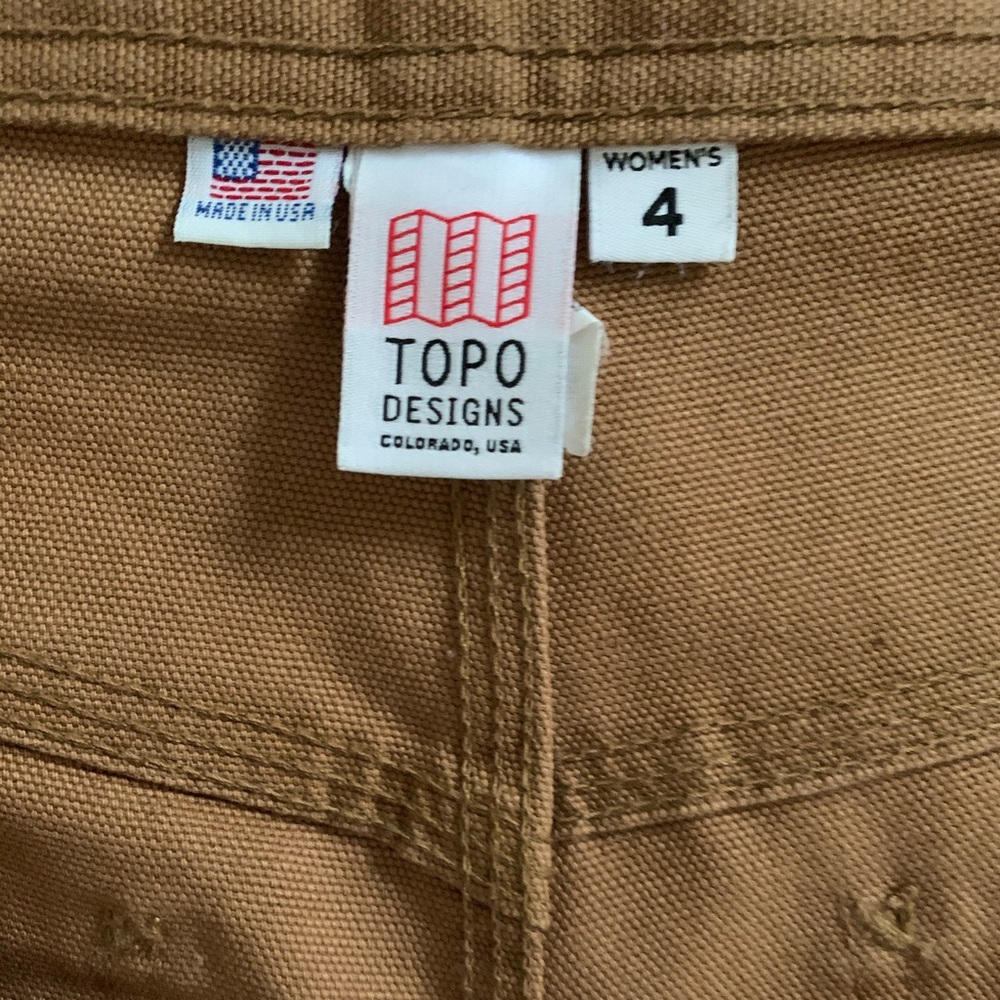 MADE IN USA
TOPO
DESIGNS
COLORADO, USA
WOMEN'S
4